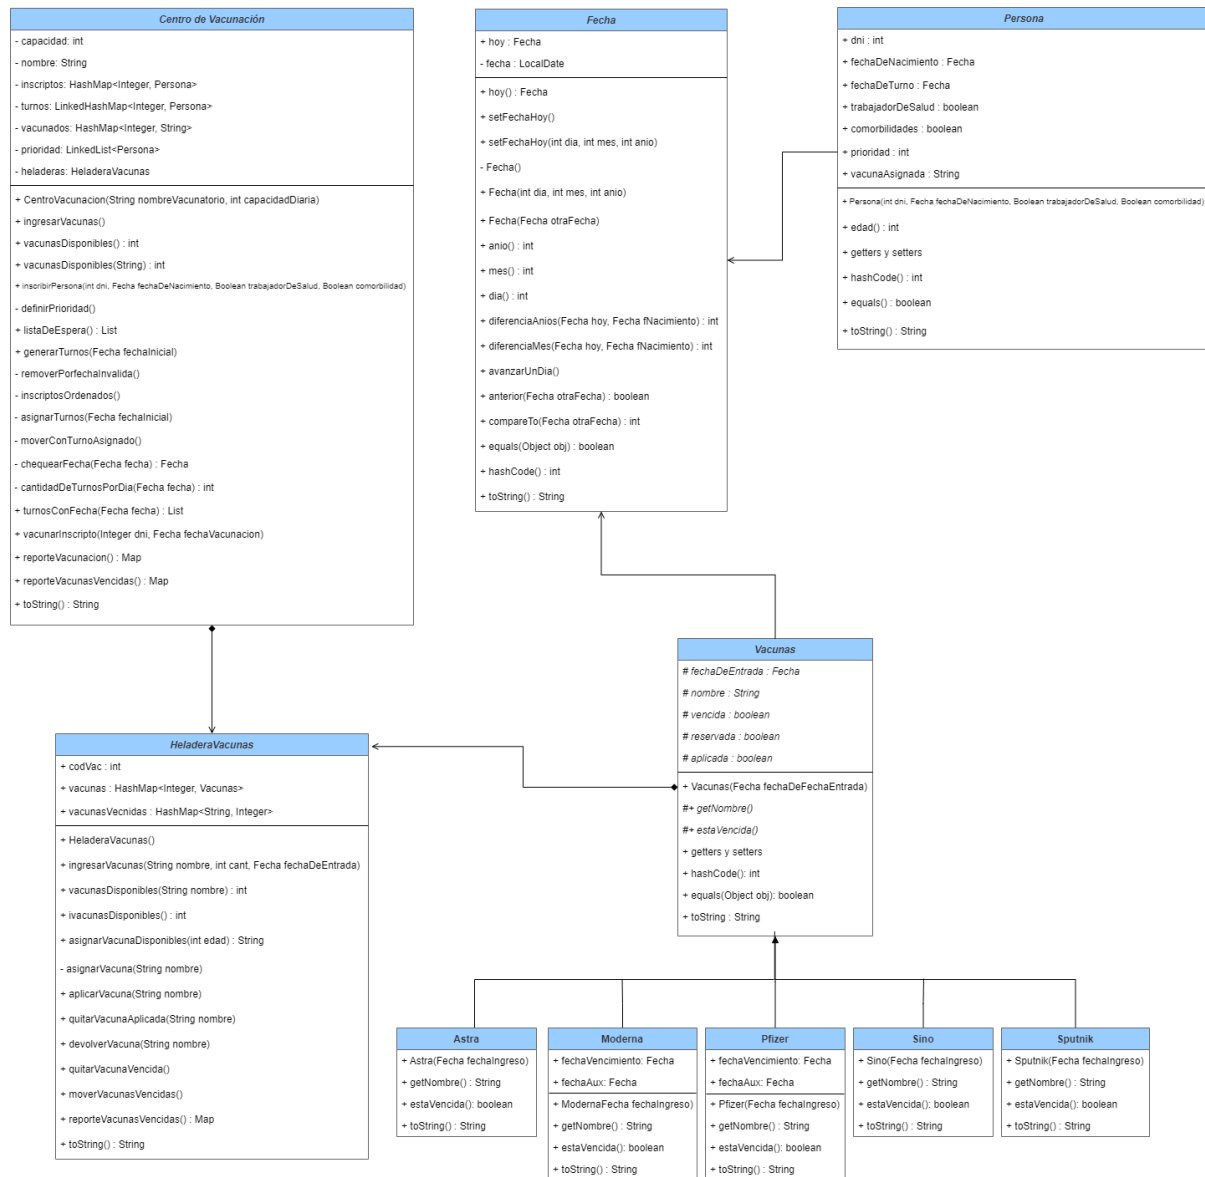 Centro de Vacunación
- capacidad: int
- nombre: String
- inscriptos: HashMap<Integer, Persona>
- turnos: LinkedHashMap<Integer, Persona>
- vacunados: HashMap<Integer, String>
- prioridad: LinkedList<Persona>
- heladeras: HeladeraVacunas
+ CentroVacunacion(String nombreVacunatorio, int capacidadDiaria)
+ ingresarVacunas()
+ vacunasDisponibles() : int
+ vacunasDisponibles(String) : int
+ inscribirPersona(int dni, Fecha fechaDeNacimiento, Boolean trabajadorDeSalud, Boolean comorbilidad)
- definirPrioridad()
+ listaDeEspera() : List
+ generarTurnos(Fecha fechaInicial)
- removerPorfechaInvalida()
- inscriptosOrdenados()
- asignarTurnos(Fecha fechaInicial)
- moverConTurnoAsignado()
- chequearFecha(Fecha fecha) : Fecha
- cantidadDeTurnosPorDia(Fecha fecha) : int
+ turnosConFecha(Fecha fecha) : List
+ vacunarInscripto(Integer dni, Fecha fechaVacunacion)
+ reporteVacunacion() : Map
+ reporteVacunasVencidas() : Map
+ toString() : String
Fecha
+ hoy : Fecha
- fecha : LocalDate
+ hoy() : Fecha
+ setFechaHoy()
+ setFechaHoy(int dia, int mes, int anio)
- Fecha()
+ Fecha(int dia, int mes, int anio)
+ Fecha(Fecha otraFecha)
+ anio() : int
+ mes() : int
+ dia() : int
+ diferenciaAnios(Fecha hoy, Fecha fNacimiento) : int
+ diferenciaMes(Fecha hoy, Fecha fNacimiento) : int
+ avanzarUnDia()
+ anterior(Fecha otraFecha) : boolean
+ compareTo(Fecha otraFecha) : int
+ equals(Object obj) : boolean
+ hashCode() : int
+ toString() : String
Persona
+ dni : int
+ fechaDeNacimiento : Fecha
+ fechaDeTurno : Fecha
+ trabajadorDeSalud : boolean
+ comorbilidades : boolean
+ prioridad : int
+ vacunaAsignada : String
+ Persona(int dni, Fecha fechaDeNacimiento, Boolean trabajadorDeSalud, Boolean comorbilidad)
+ edad() : int
+ getters y setters
+ hashCode() : int
+ equals() : boolean
+ toString() : String
HeladeraVacunas
+ codVac : int
+ vacunas : HashMap<Integer, Vacunas>
+ vacunasVecnidas : HashMap<String, Integer>
+ HeladeraVacunas()
+ ingresarVacunas(String nombre, int cant, Fecha fechaDeEntrada)
+ vacunasDisponibles(String nombre) : int
+ ivacunasDisponibles() : int
+ asignarVacunaDisponibles(int edad) : String
- asignarVacuna(String nombre)
+ aplicarVacuna(String nombre)
+ quitarVacunaAplicada(String nombre)
+ devolverVacuna(String nombre)
+ quitarVacunaVencida()
+ moverVacunasVencidas()
+ reporteVacunasVencidas() : Map
+ toString() : String
Vacunas
# fechaDeEntrada : Fecha
# nombre : String
# vencida : boolean
# reservada : boolean
# aplicada : boolean
+ Vacunas(Fecha fechaDeFechaEntrada)
#+ getNombre()
#+ estaVencida()
+ getters y setters
+ hashCode(): int
+ equals(Object obj): boolean
+ toString : String
Astra
+ Astra(Fecha fechaIngreso)
+ getNombre() : String
+ estaVencida(): boolean
+ toString() : String
Moderna
+ fechaVencimiento: Fecha
+ fechaAux: Fecha
+ ModernaFecha fechaIngreso)
+ getNombre() : String
+ estaVencida() : boolean
+ toString() : String
Pfizer
+ fechaVencimiento: Fecha
+ fechaAux: Fecha
+ Pfizer(Fecha fechaIngreso)
+ getNombre() : String
+ estaVencida() : boolean
+ toString() : String
Sino
+ Sino(Fecha fechaIngreso)
+ getNombre() : String
+ estaVencida() : boolean
+ toString() : String
Sputnik
+ Sputnik(Fecha fechaIngreso)
+ getNombre() : String
+ estaVencida() : boolean
+ toString() : String